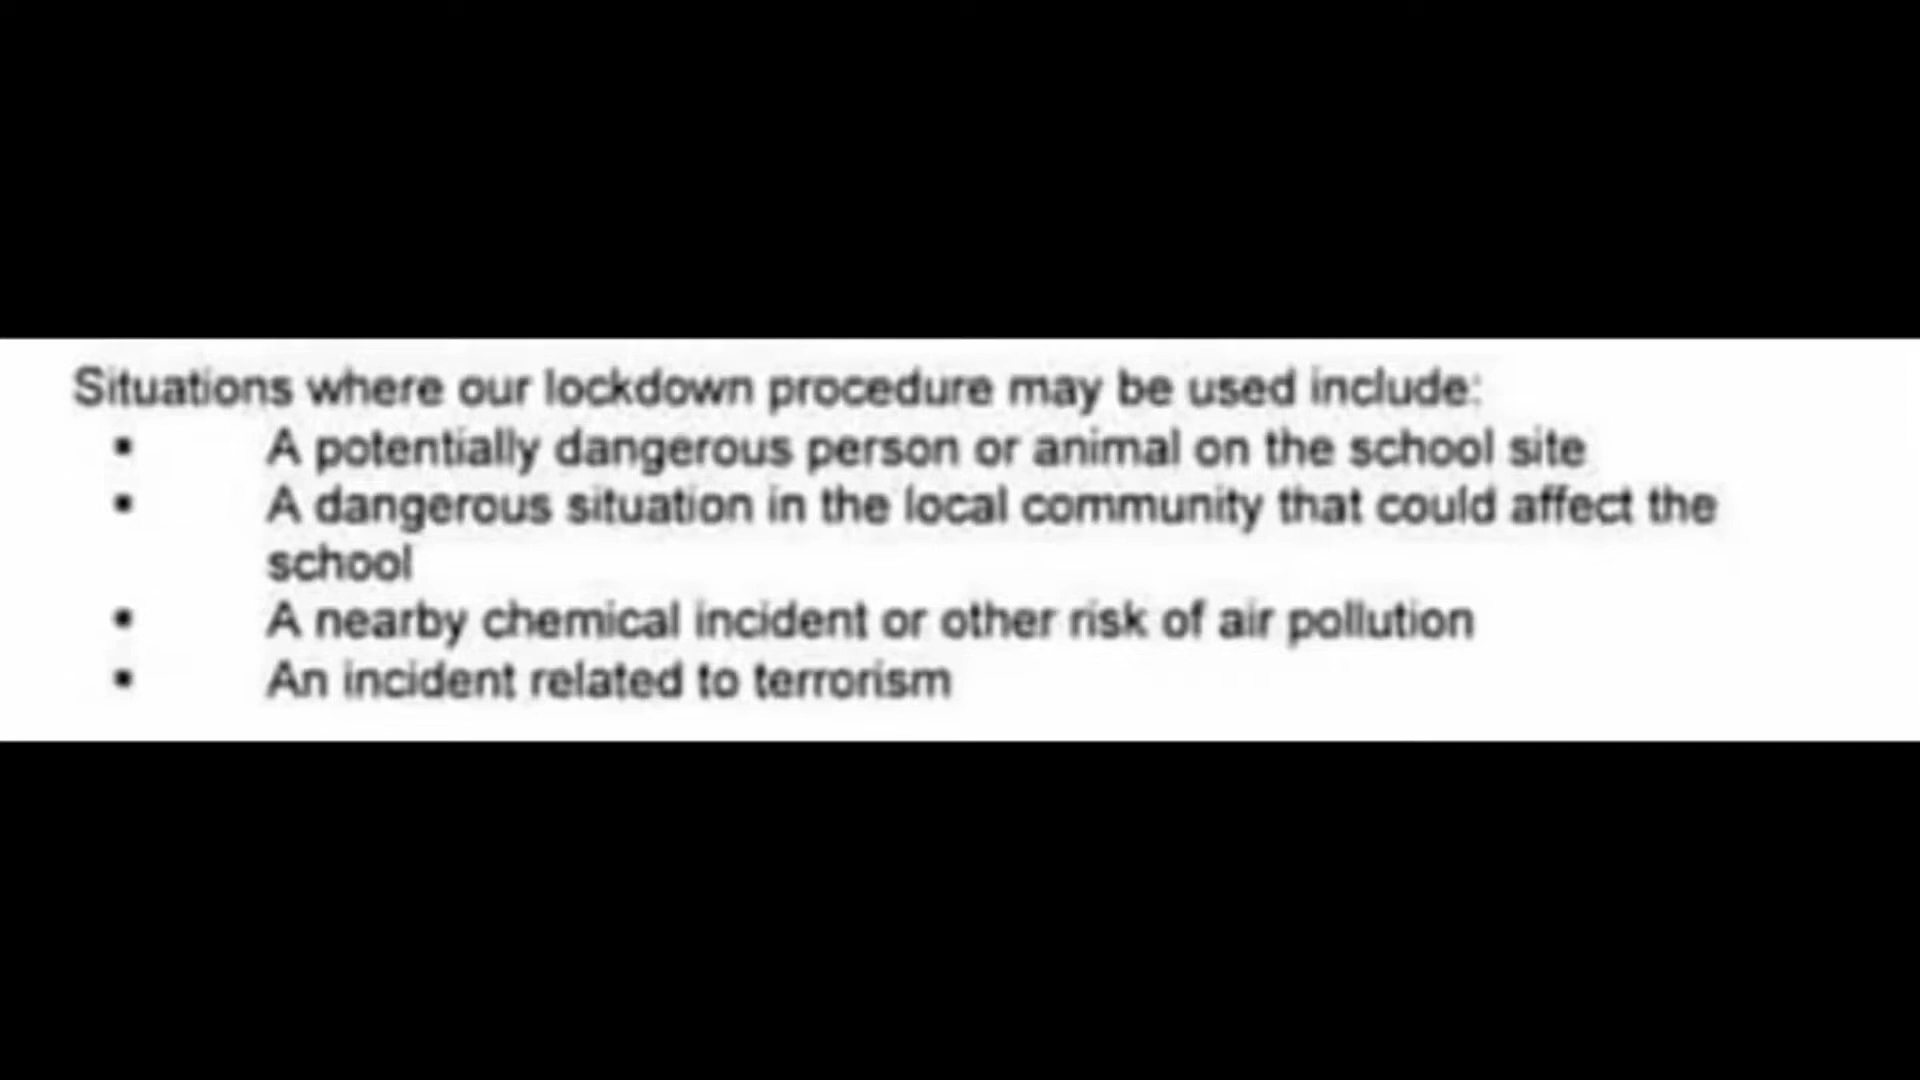 Situations where our lockdown procedure may be used include:
▪ A potentially dangerous person or animal on the school site
▪ A dangerous situation in the local community that could affect the
school
▪ A nearby chemical incident or other risk of air pollution
▪ An incident related to terrorism